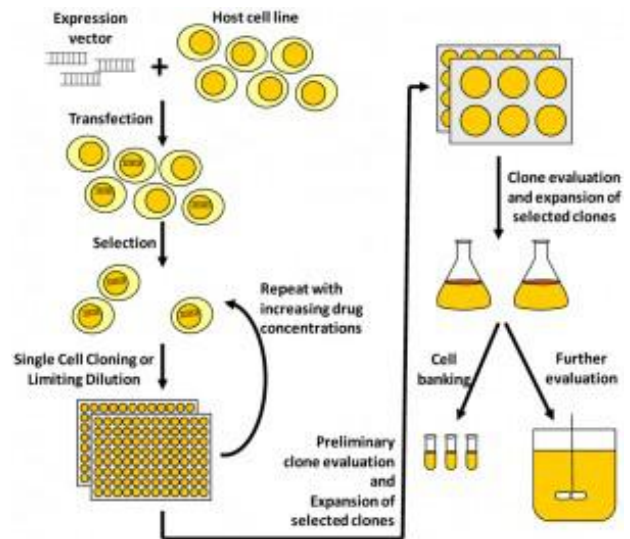 Expression
vector
Host cell line
+
Transfection
Selection
Repeat with
increasing drug
concentrations
Single Cell Cloning or
Limiting Dilution
Preliminary
clone evaluation
and
Expansion of
selected clones
Clone evaluation
and expansion of
selected clones
Cell
banking
Further
evaluation